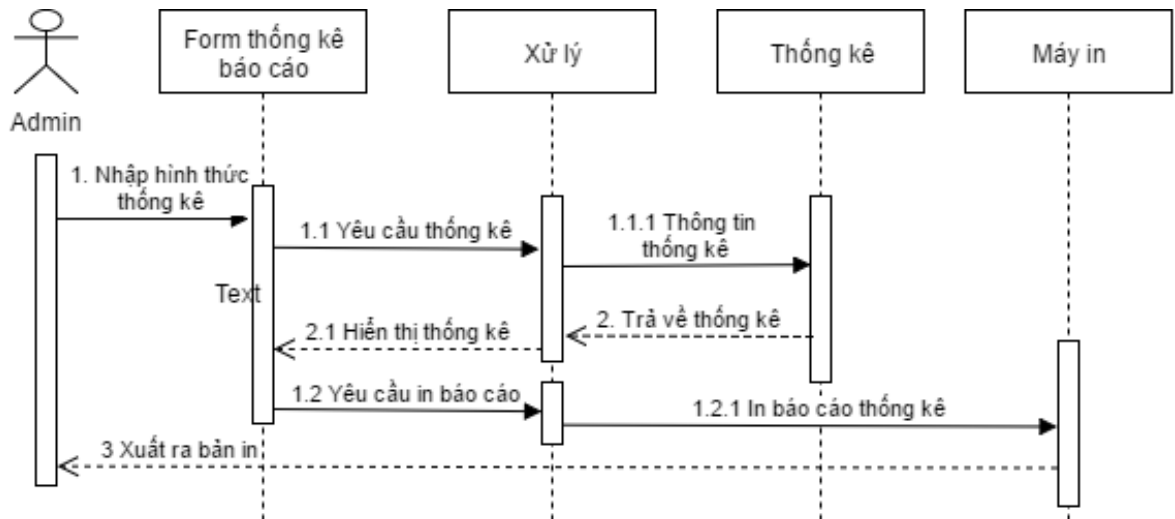 Form thống kê
báo cáo
Xử lý
Thống kê
Máy in
Admin
1. Nhập hình thức
thống kê
1.1 Yêu cầu thống kê
1.1.1 Thông tin
thống kê
Text
2. Trả về thống kê
2.1 Hiển thị thống kê
1.2 Yêu cầu in báo cáo
1.2.1 In báo cáo thống kê
3 Xuất ra bản in